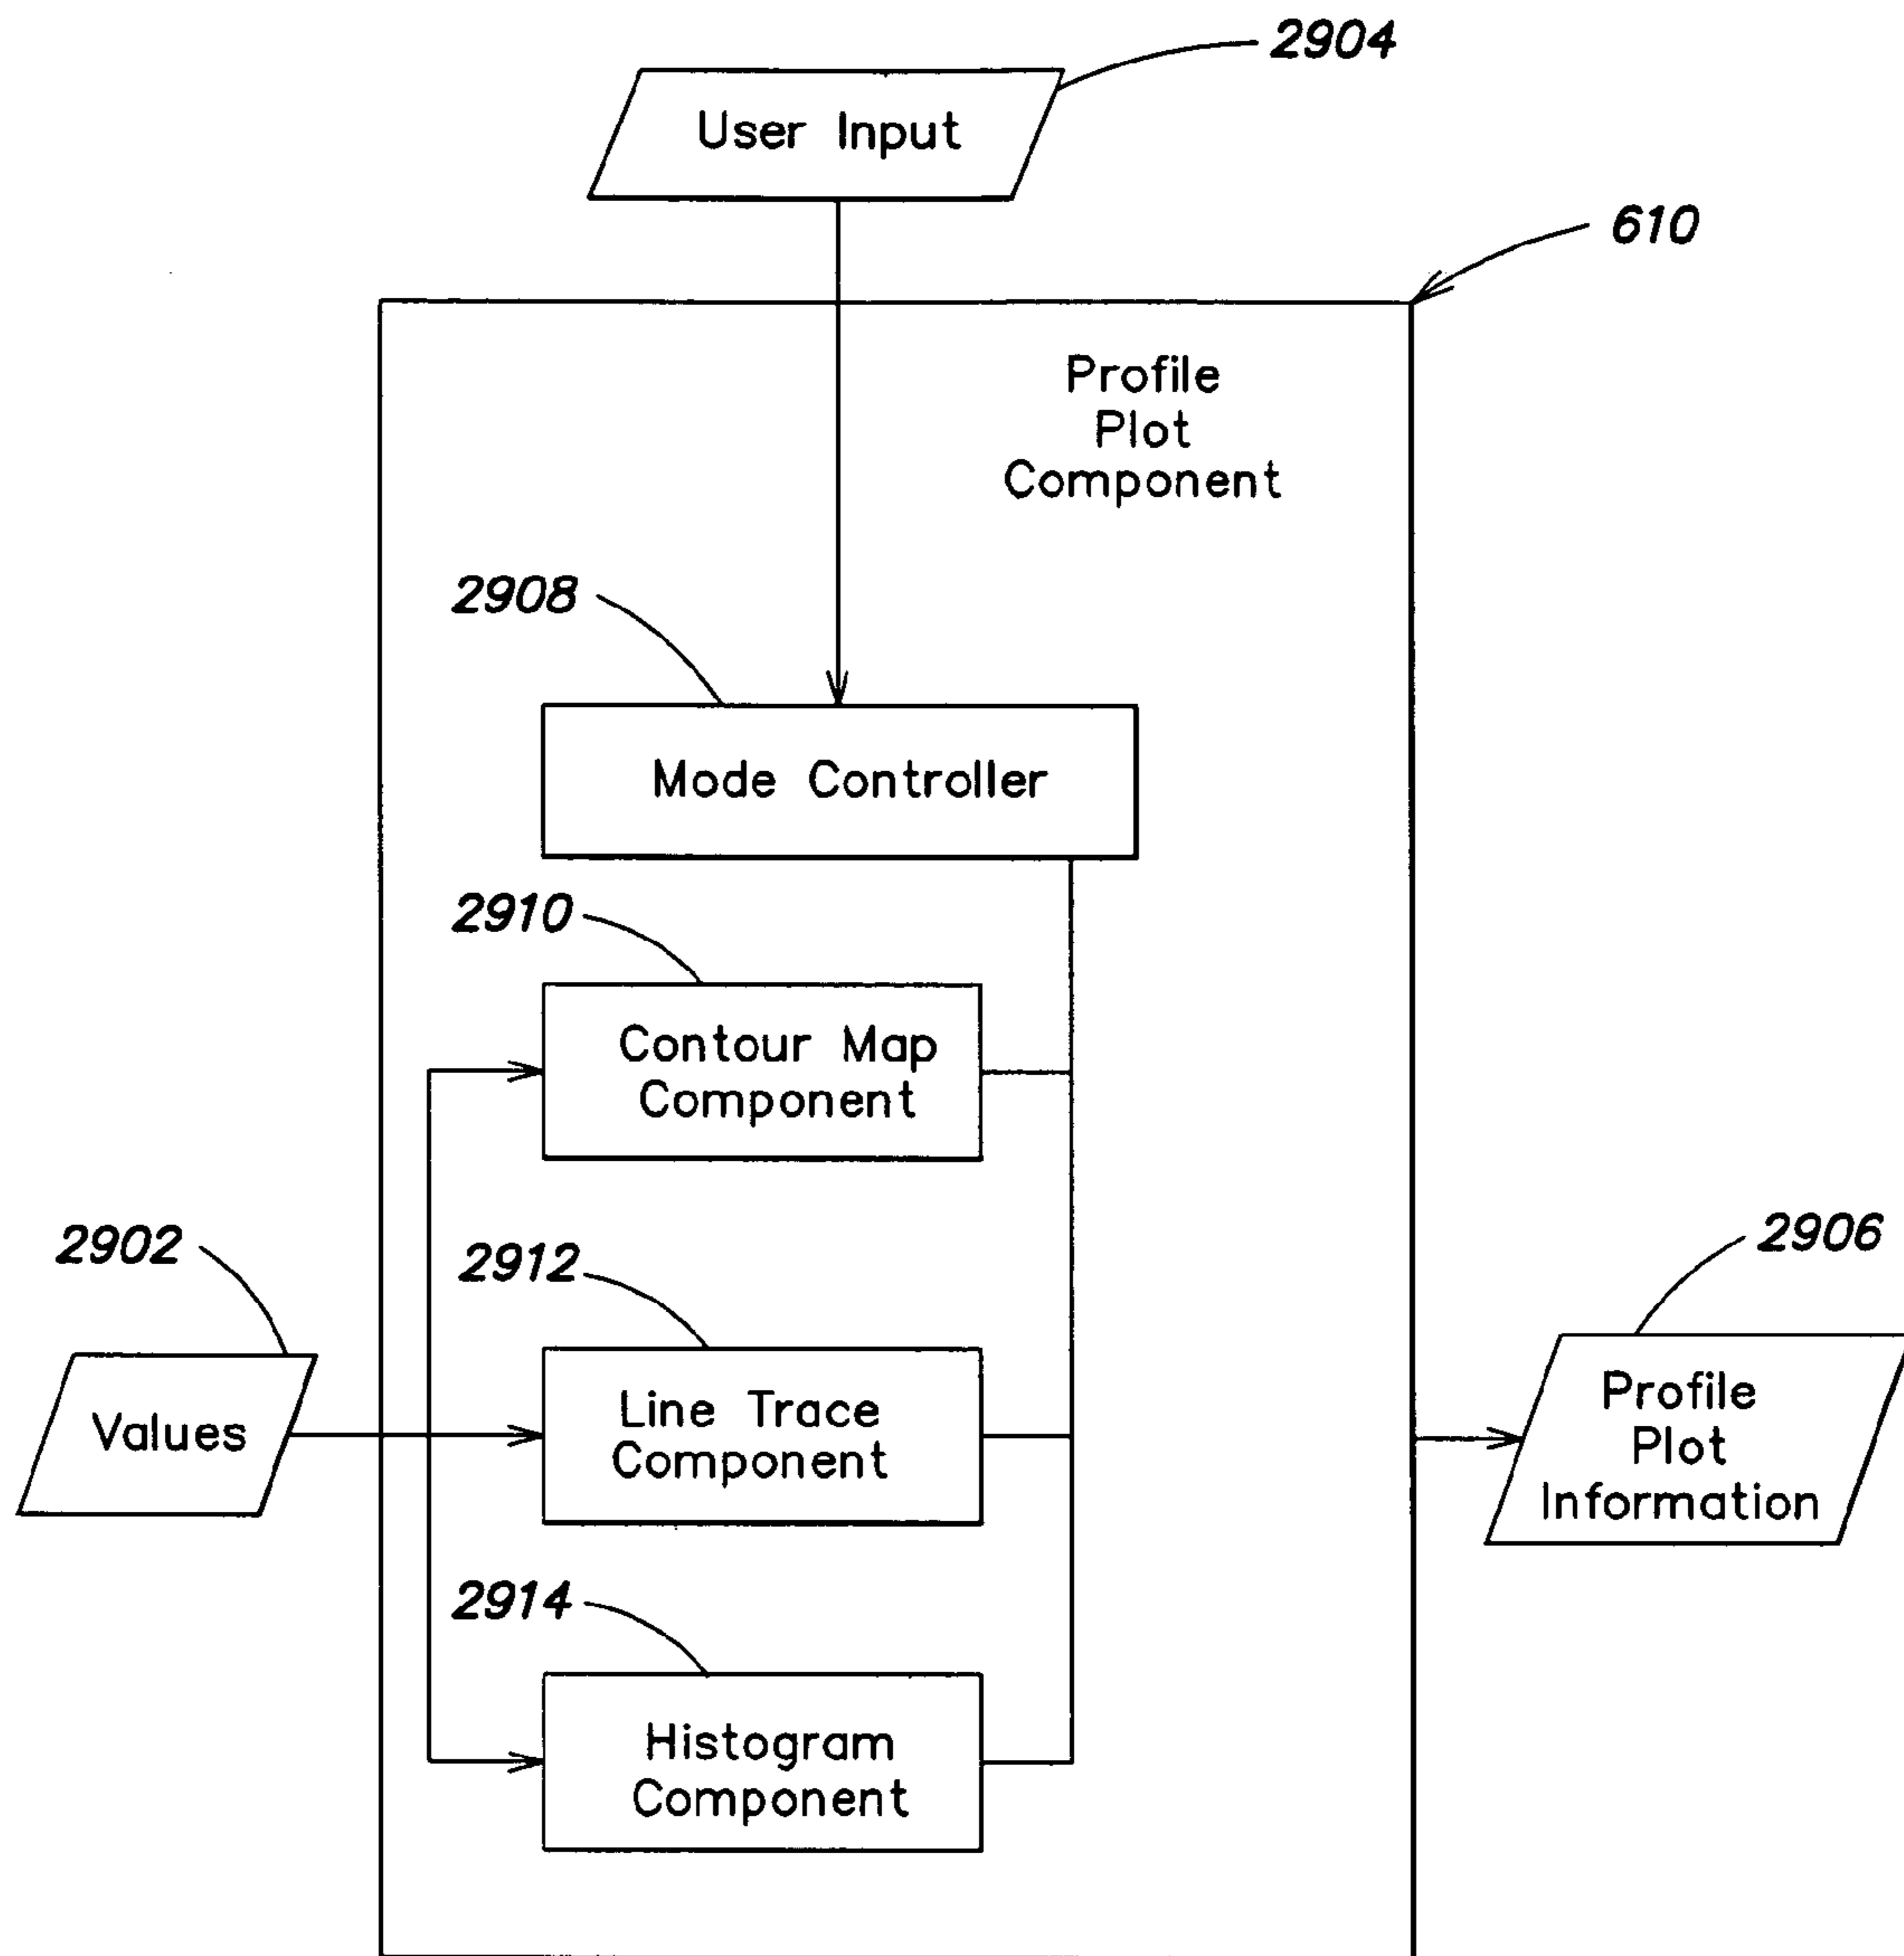 2904
User Input
610
Profile
Plot
Component
2908
Mode Controller
2910
Contour Map
Component
2902
2912
2906
Values
Line Trace
Component
Profile
Plot
Information
2914
Histogram
Component